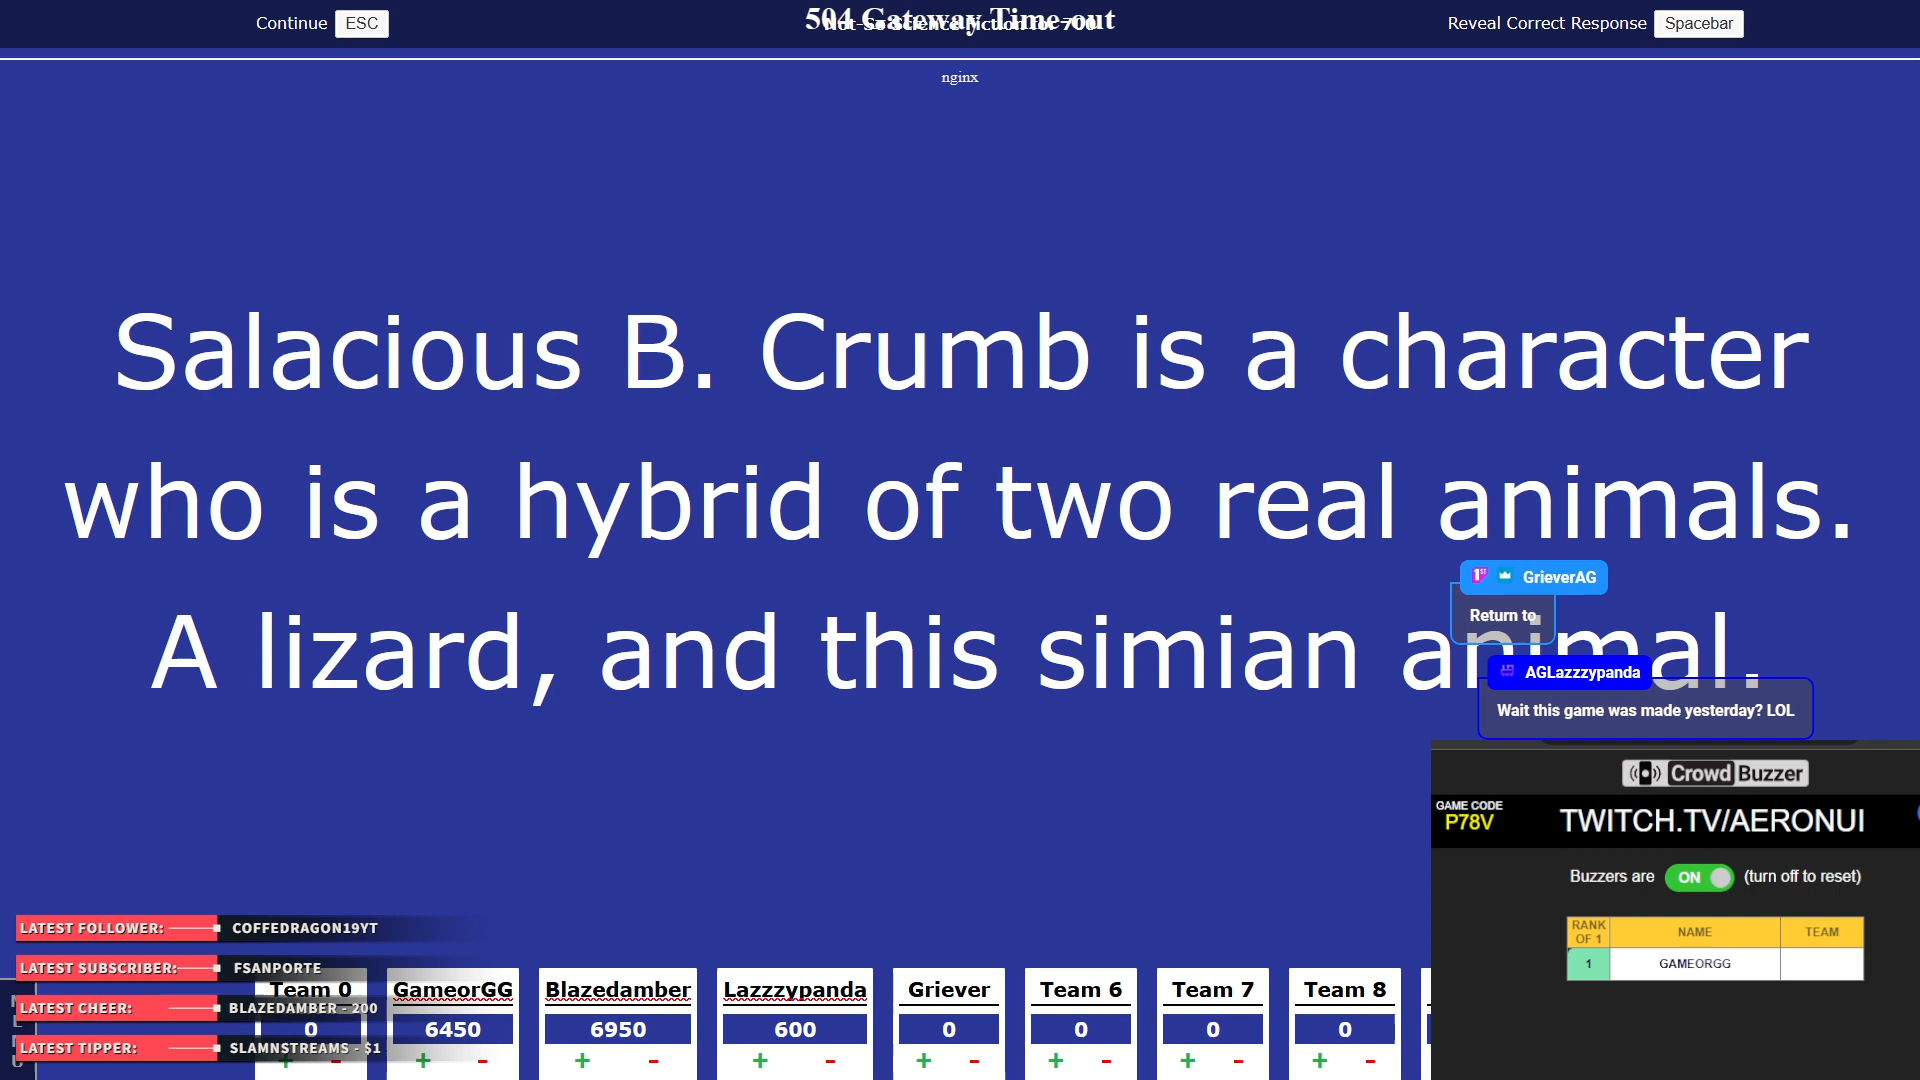 Continue ESC
504 Gateway Time-out
Reveal Correct Response Spacebar
nginx
Salacious B. Crumb is a character
who is a hybrid of two real animals.
A lizard, and this simian animal.
GrieverAG
Return to
AGLazzzypanda
Wait this game was made yesterday? LOL
CrowdBuzzer
GAME CODE
P78V
TWITCH.TV/AERONUI
Buzzers are ON (turn off to reset)
RANK OF 1 NAME TEAM
1 GAMEORGG
LATEST FOLLOWER: COFFEDRAGON19YT
LATEST SUBSCRIBER: FSANPORTE
LATEST CHEER: BLAZEDAMBER - 200
LATEST TIPPER: SLAMNSTREAMS - $1
Team 0 GameorGG Blazedamber Lazzzypanda Griever Team 6 Team 7 Team 8
0 6450 6950 600 0 0 0 0
+ - + - + - + - + - + - + - + -